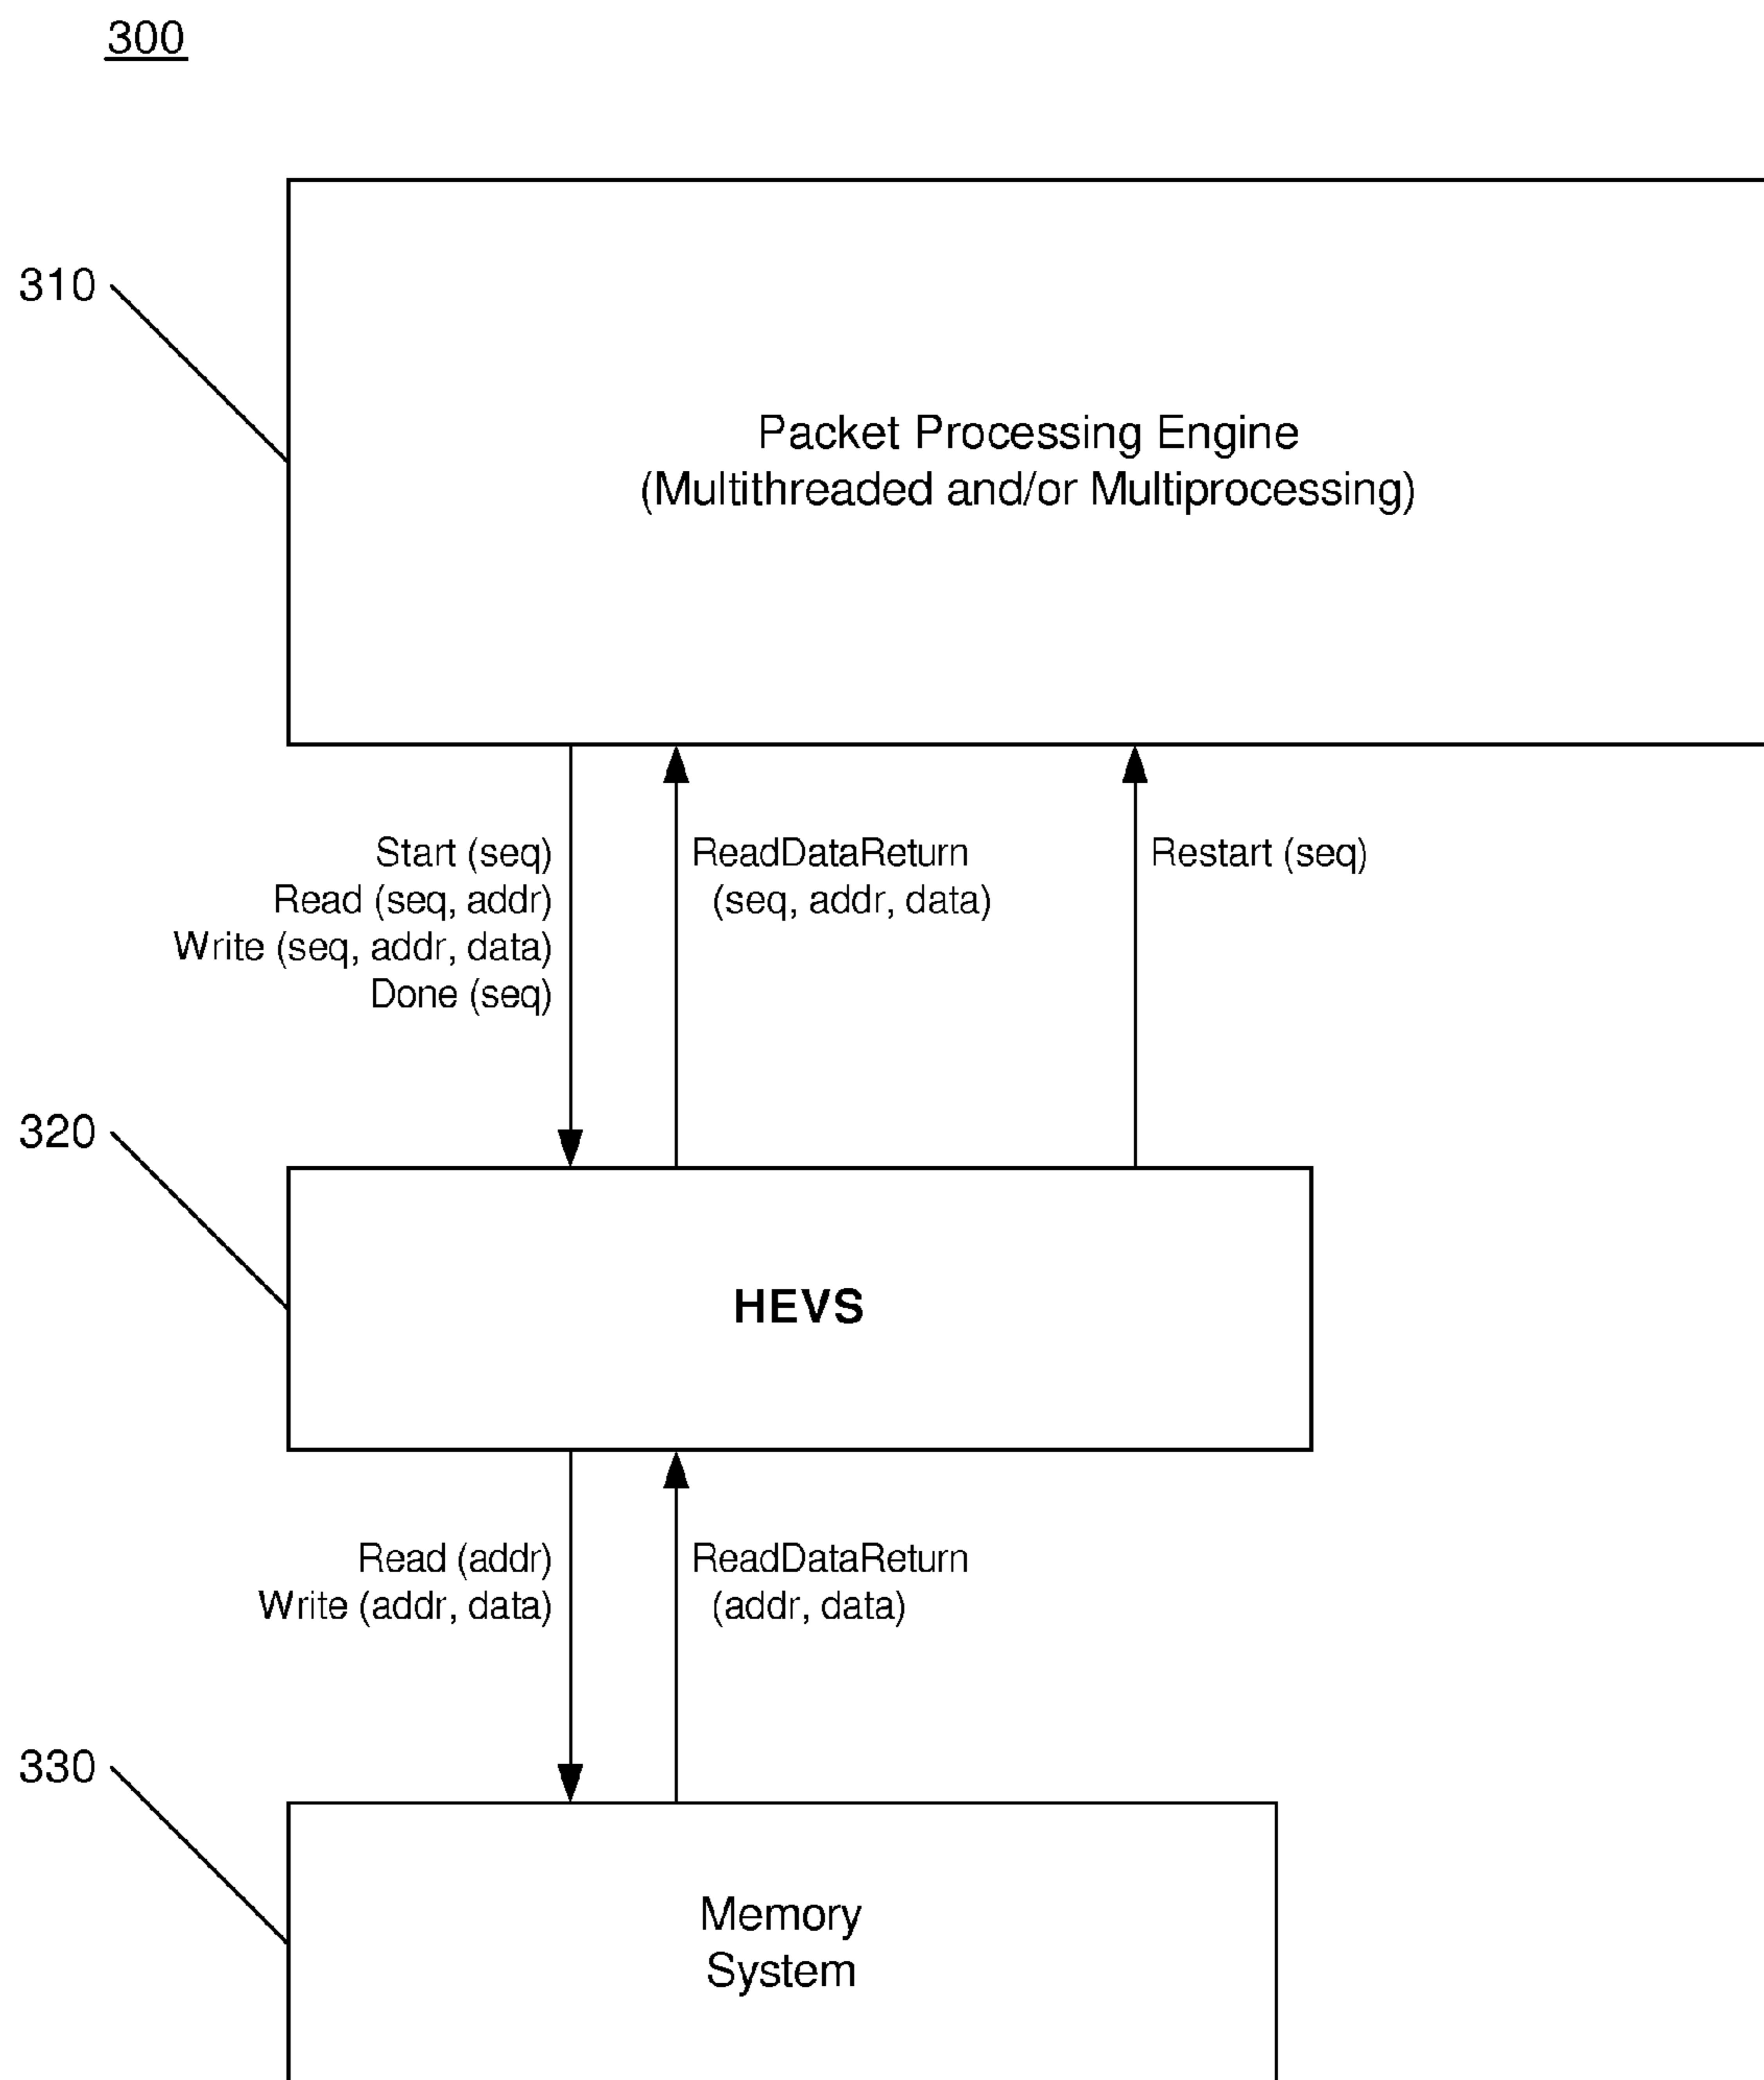 300
310
Packet Processing Engine
(Multithreaded and/or Multiprocessing)
Start (seq)
Read (seq, addr)
Write (seq, addr, data)
Done (seq)
ReadDataReturn
(seq, addr, data)
Restart (seq)
320
HEVS
Read (addr)
Write (addr, data)
ReadDataReturn
(addr, data)
330
Memory
System